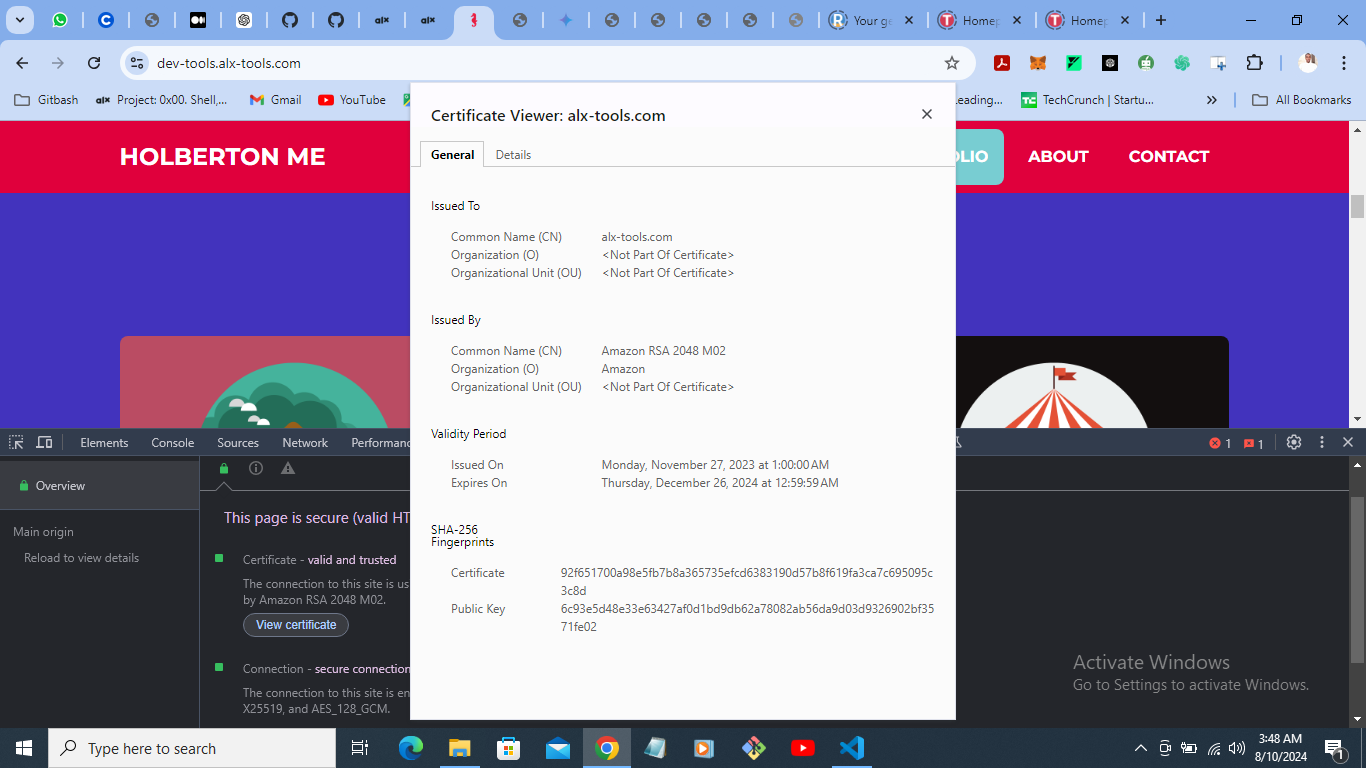 Your ge
Homep
Homep
dev-tools.alx-tools.com
Gitbash
alx Project: 0x00. Shell,...
Gmail
YouTube
Leading...
TechCrunch | Startu...
»
All Bookmarks
Certificate Viewer: alx-tools.com
General Details
HOLBERTON ME
OLIO ABOUT CONTACT
Issued To
Common Name (CN) alx-tools.com
Organization (O) <Not Part Of Certificate>
Organizational Unit (OU) <Not Part Of Certificate>
Issued By
Common Name (CN) Amazon RSA 2048 M02
Organization (O) Amazon
Organizational Unit (OU) <Not Part Of Certificate>
Validity Period
Issued On Monday, November 27, 2023 at 1:00:00 AM
Expires On Thursday, December 26, 2024 at 12:59:59 AM
SHA-256
Fingerprints
Certificate 92f651700a98e5fb7b8a365735efcd6383190d57b8f619fa3ca7c695095c
3c8d
Public Key 6c93e5d48e33e63427af0d1bd9db62a78082ab56da9d03d9326902bf35
71fe02
Elements Console Sources Network Performanc
1 1
Overview
Main origin
Reload to view details
This page is secure (valid HT
Certificate - valid and trusted
The connection to this site is us
by Amazon RSA 2048 M02.
View certificate
Connection - secure connection
The connection to this site is en
X25519, and AES_128_GCM.
Activate Windows
Go to Settings to activate Windows.
Type here to search
3:48 AM
8/10/2024
1